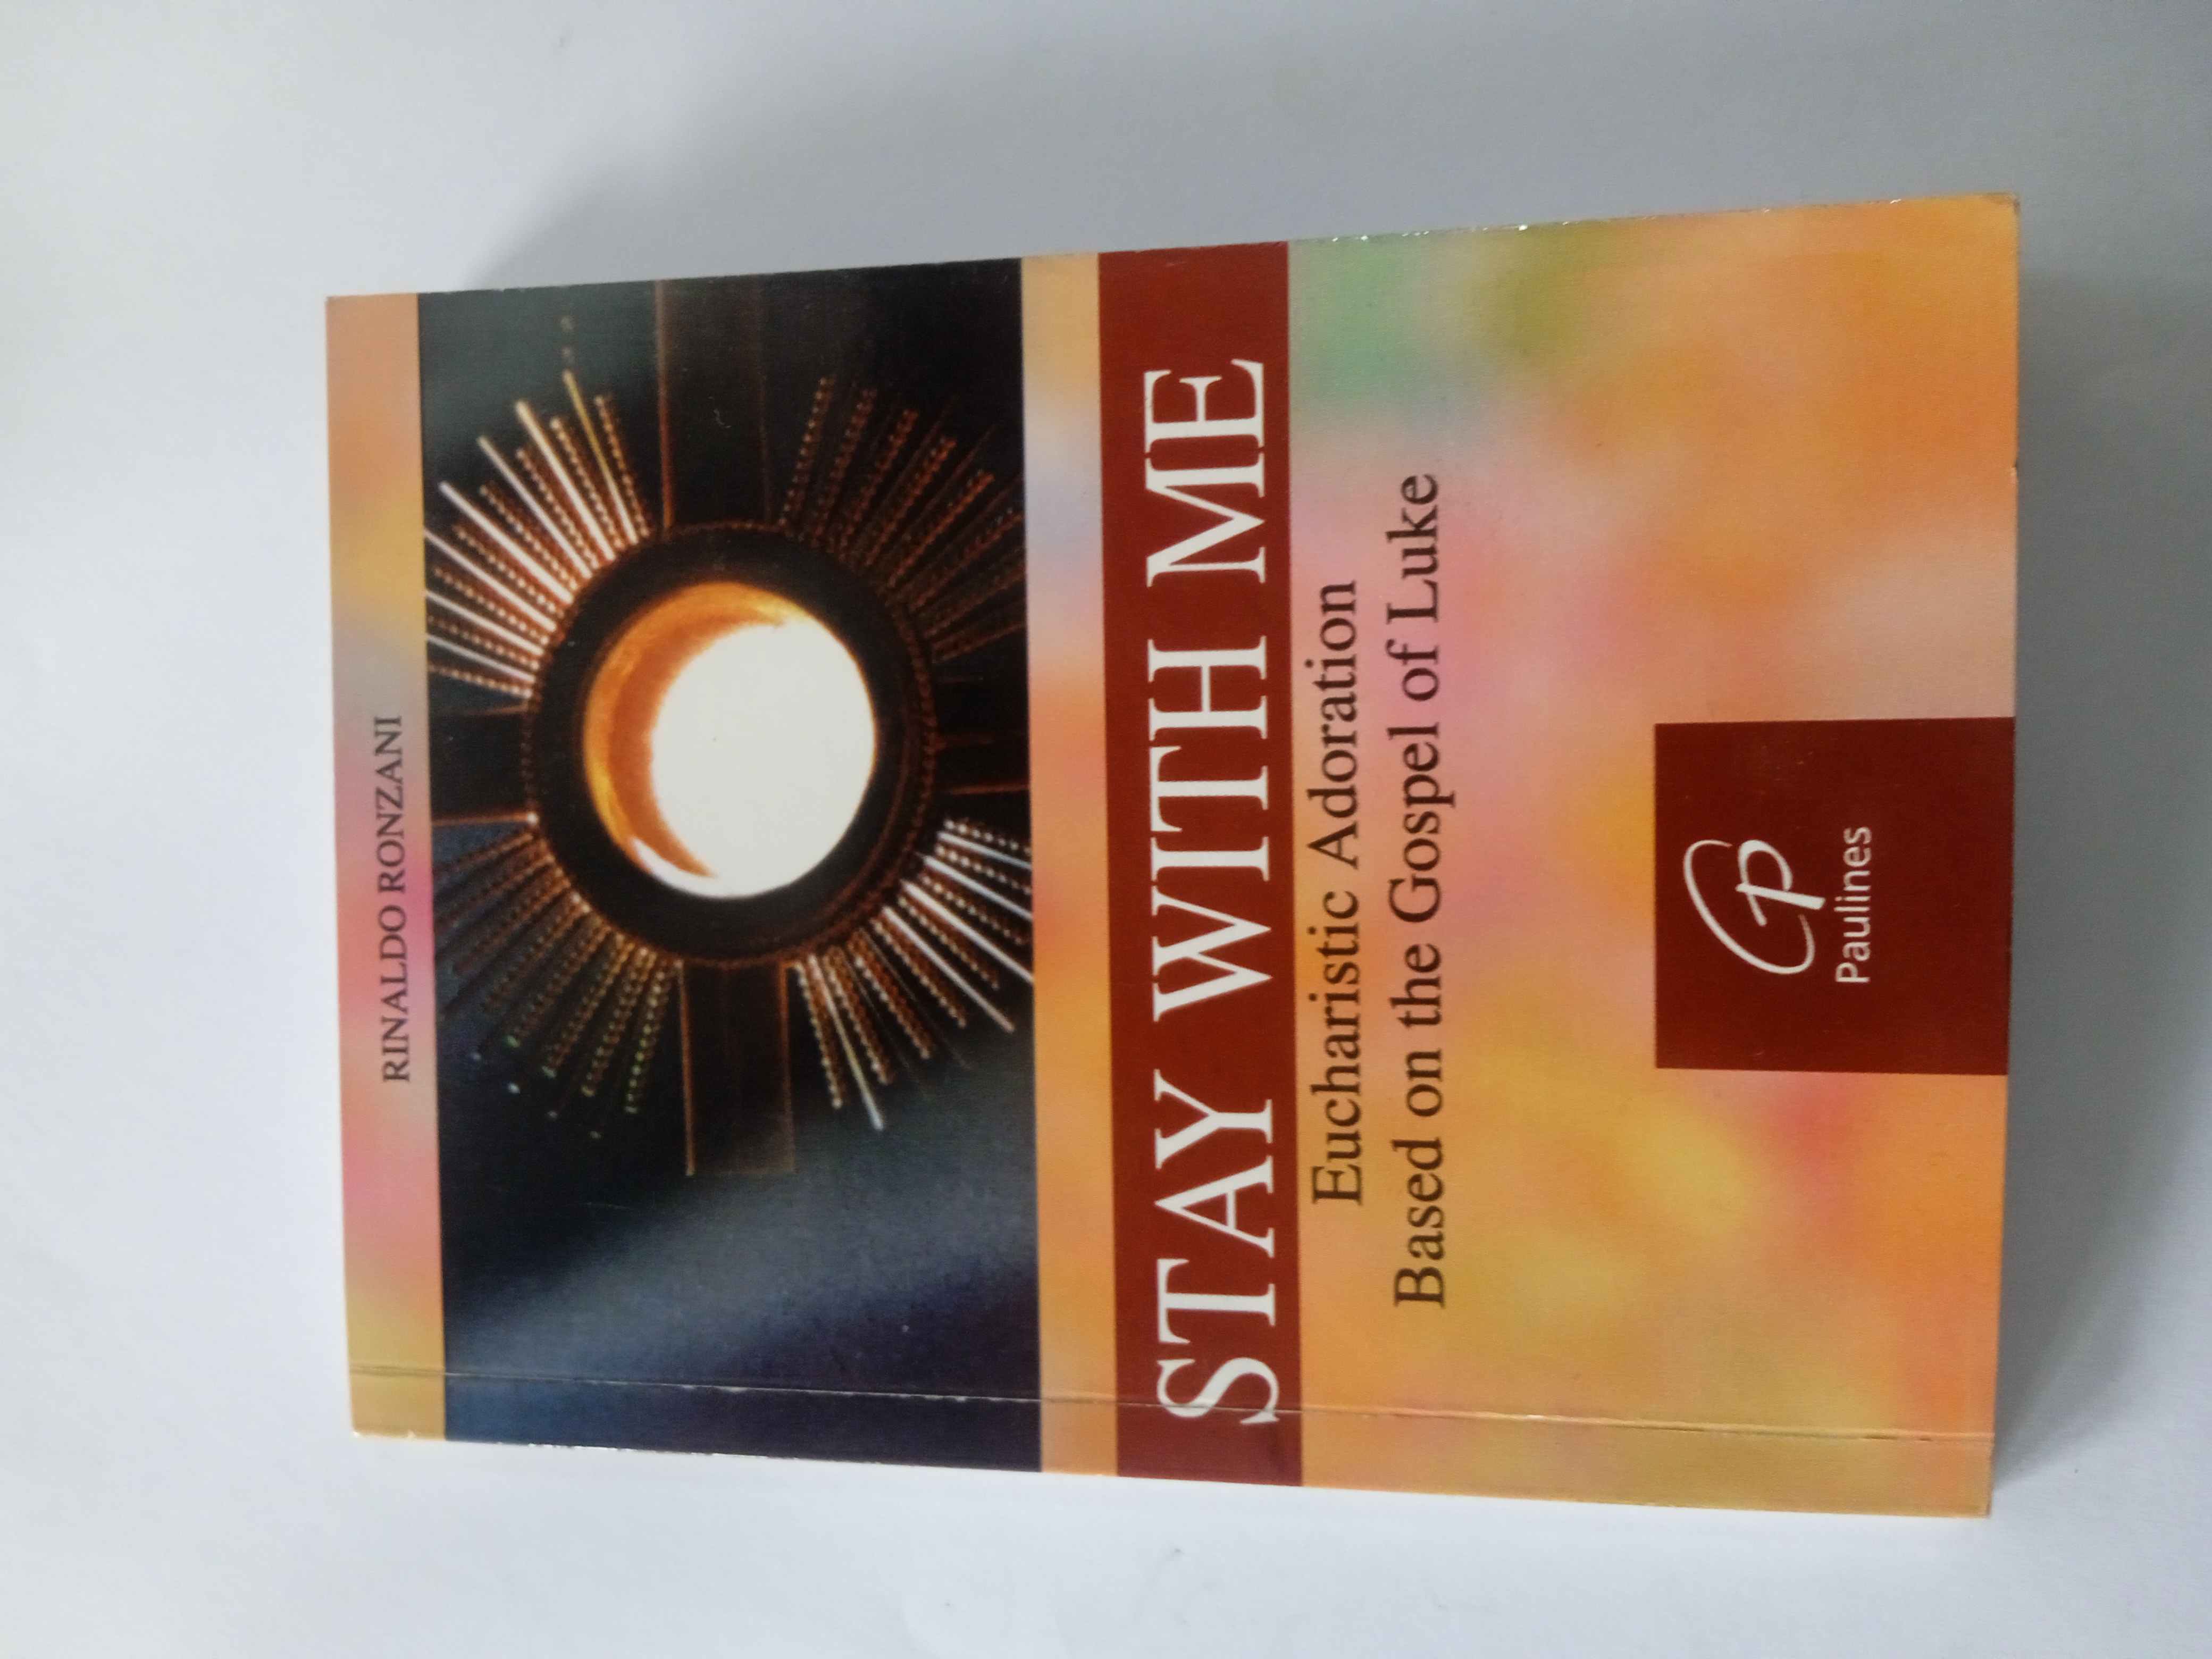 RINALDO RONZANI
STAY WITH ME
Eucharistic Adoration
Based on the Gospel of Luke
Paulines